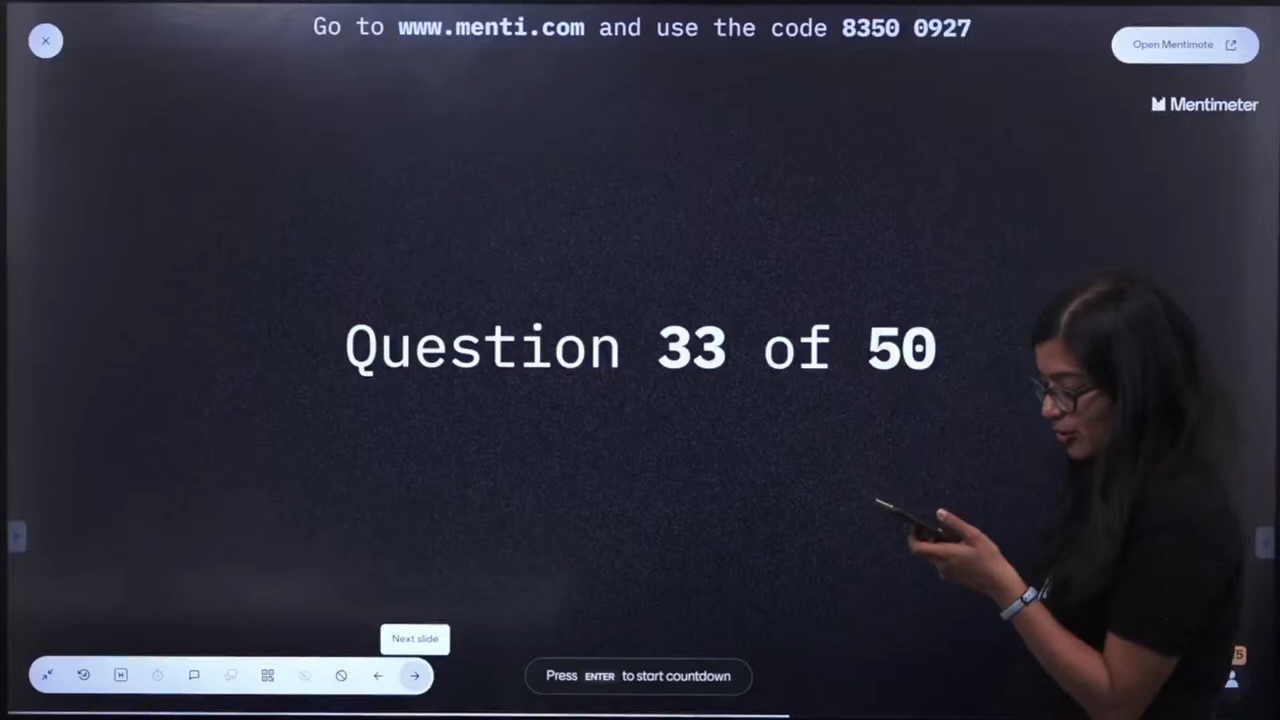 Go to www.menti.com and use the code 8350 0927
Open Mentimote
Mentimeter
Question 33 of 50
Next slide
H
Press ENTER to start countdown
5